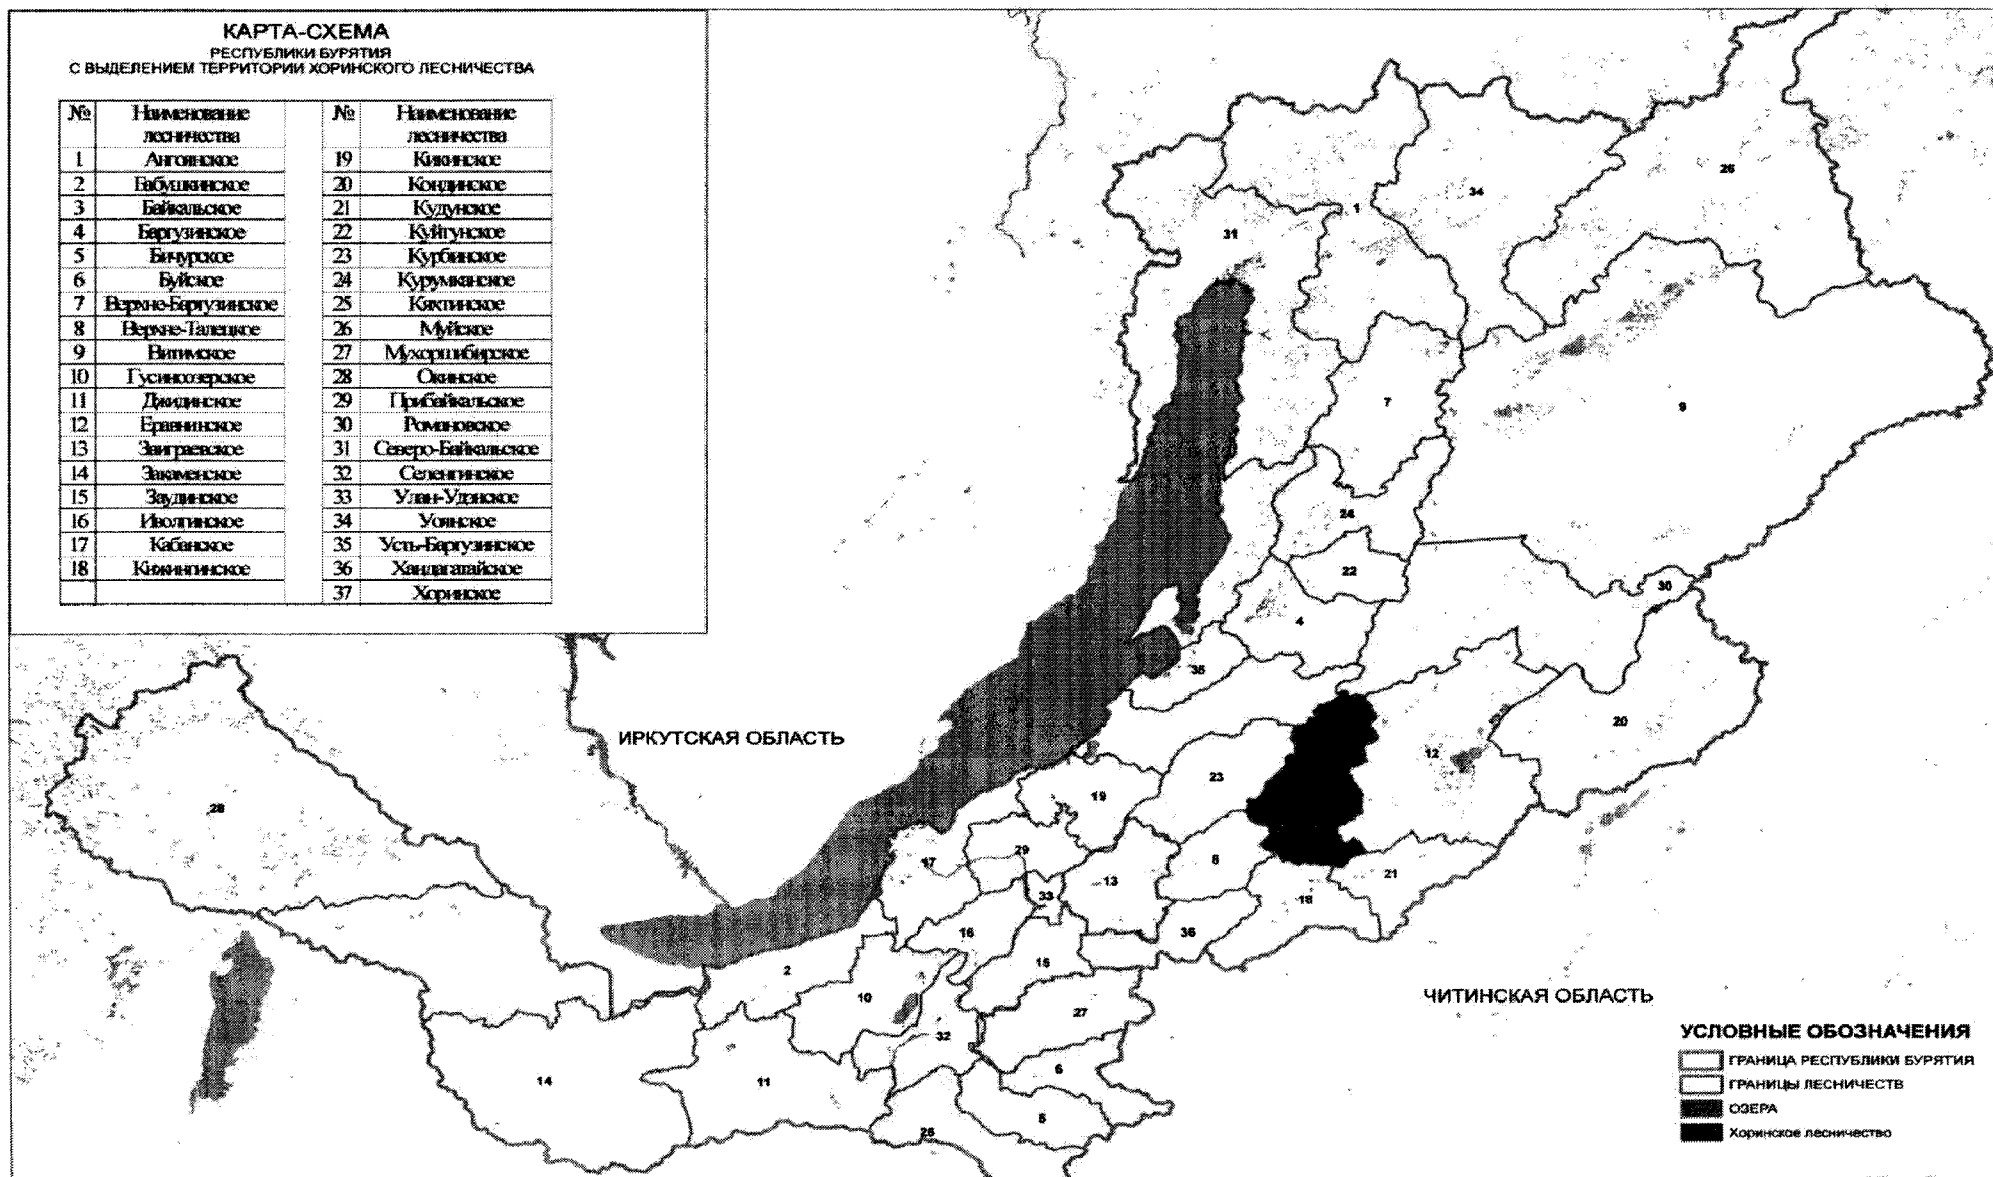 КАРТА-СХЕМА
РЕСПУБЛИКИ БУРЯТИЯ
С ВЫДЕЛЕНИЕМ ТЕРРИТОРИИ ХОРИНСКОГО ЛЕСНИЧЕСТВА
№ Наименование лесничества № Наименование лесничества
1 Ангоянское 19 Кикинское
2 Бабушкинское 20 Кондинское
3 Байкальское 21 Кудунское
4 Баргузинское 22 Куйтунское
5 Бичурское 23 Курбинское
6 Буйское 24 Курумканское
7 Верхне-Баргузинское 25 Кяхтинское
8 Верхне-Талецкое 26 Муйское
9 Витимское 27 Мухоршибирское
10 Гусиноозерское 28 Окинское
11 Джидинское 29 Прибайкальское
12 Еравнинское 30 Романовское
13 Заиграевское 31 Северо-Байкальское
14 Закаменское 32 Селенгинское
15 Заудинское 33 Улан-Удэнское
16 Иволгинское 34 Уоянское
17 Кабанское 35 Усть-Баргузинское
18 Кижингинское 36 Хандагатайское
37 Хоринское
26
34
1
31
7
9
24
22
30
4
35
20
ИРКУТСКАЯ ОБЛАСТЬ
12
23
19
28
29
17
8
13
21
33
18
16
36
15
2
10
27
32
6
14
11
5
25
ЧИТИНСКАЯ ОБЛАСТЬ
УСЛОВНЫЕ ОБОЗНАЧЕНИЯ
ГРАНИЦА РЕСПУБЛИКИ БУРЯТИЯ
ГРАНИЦЫ ЛЕСНИЧЕСТВ
ОЗЕРА
Хоринское лесничество